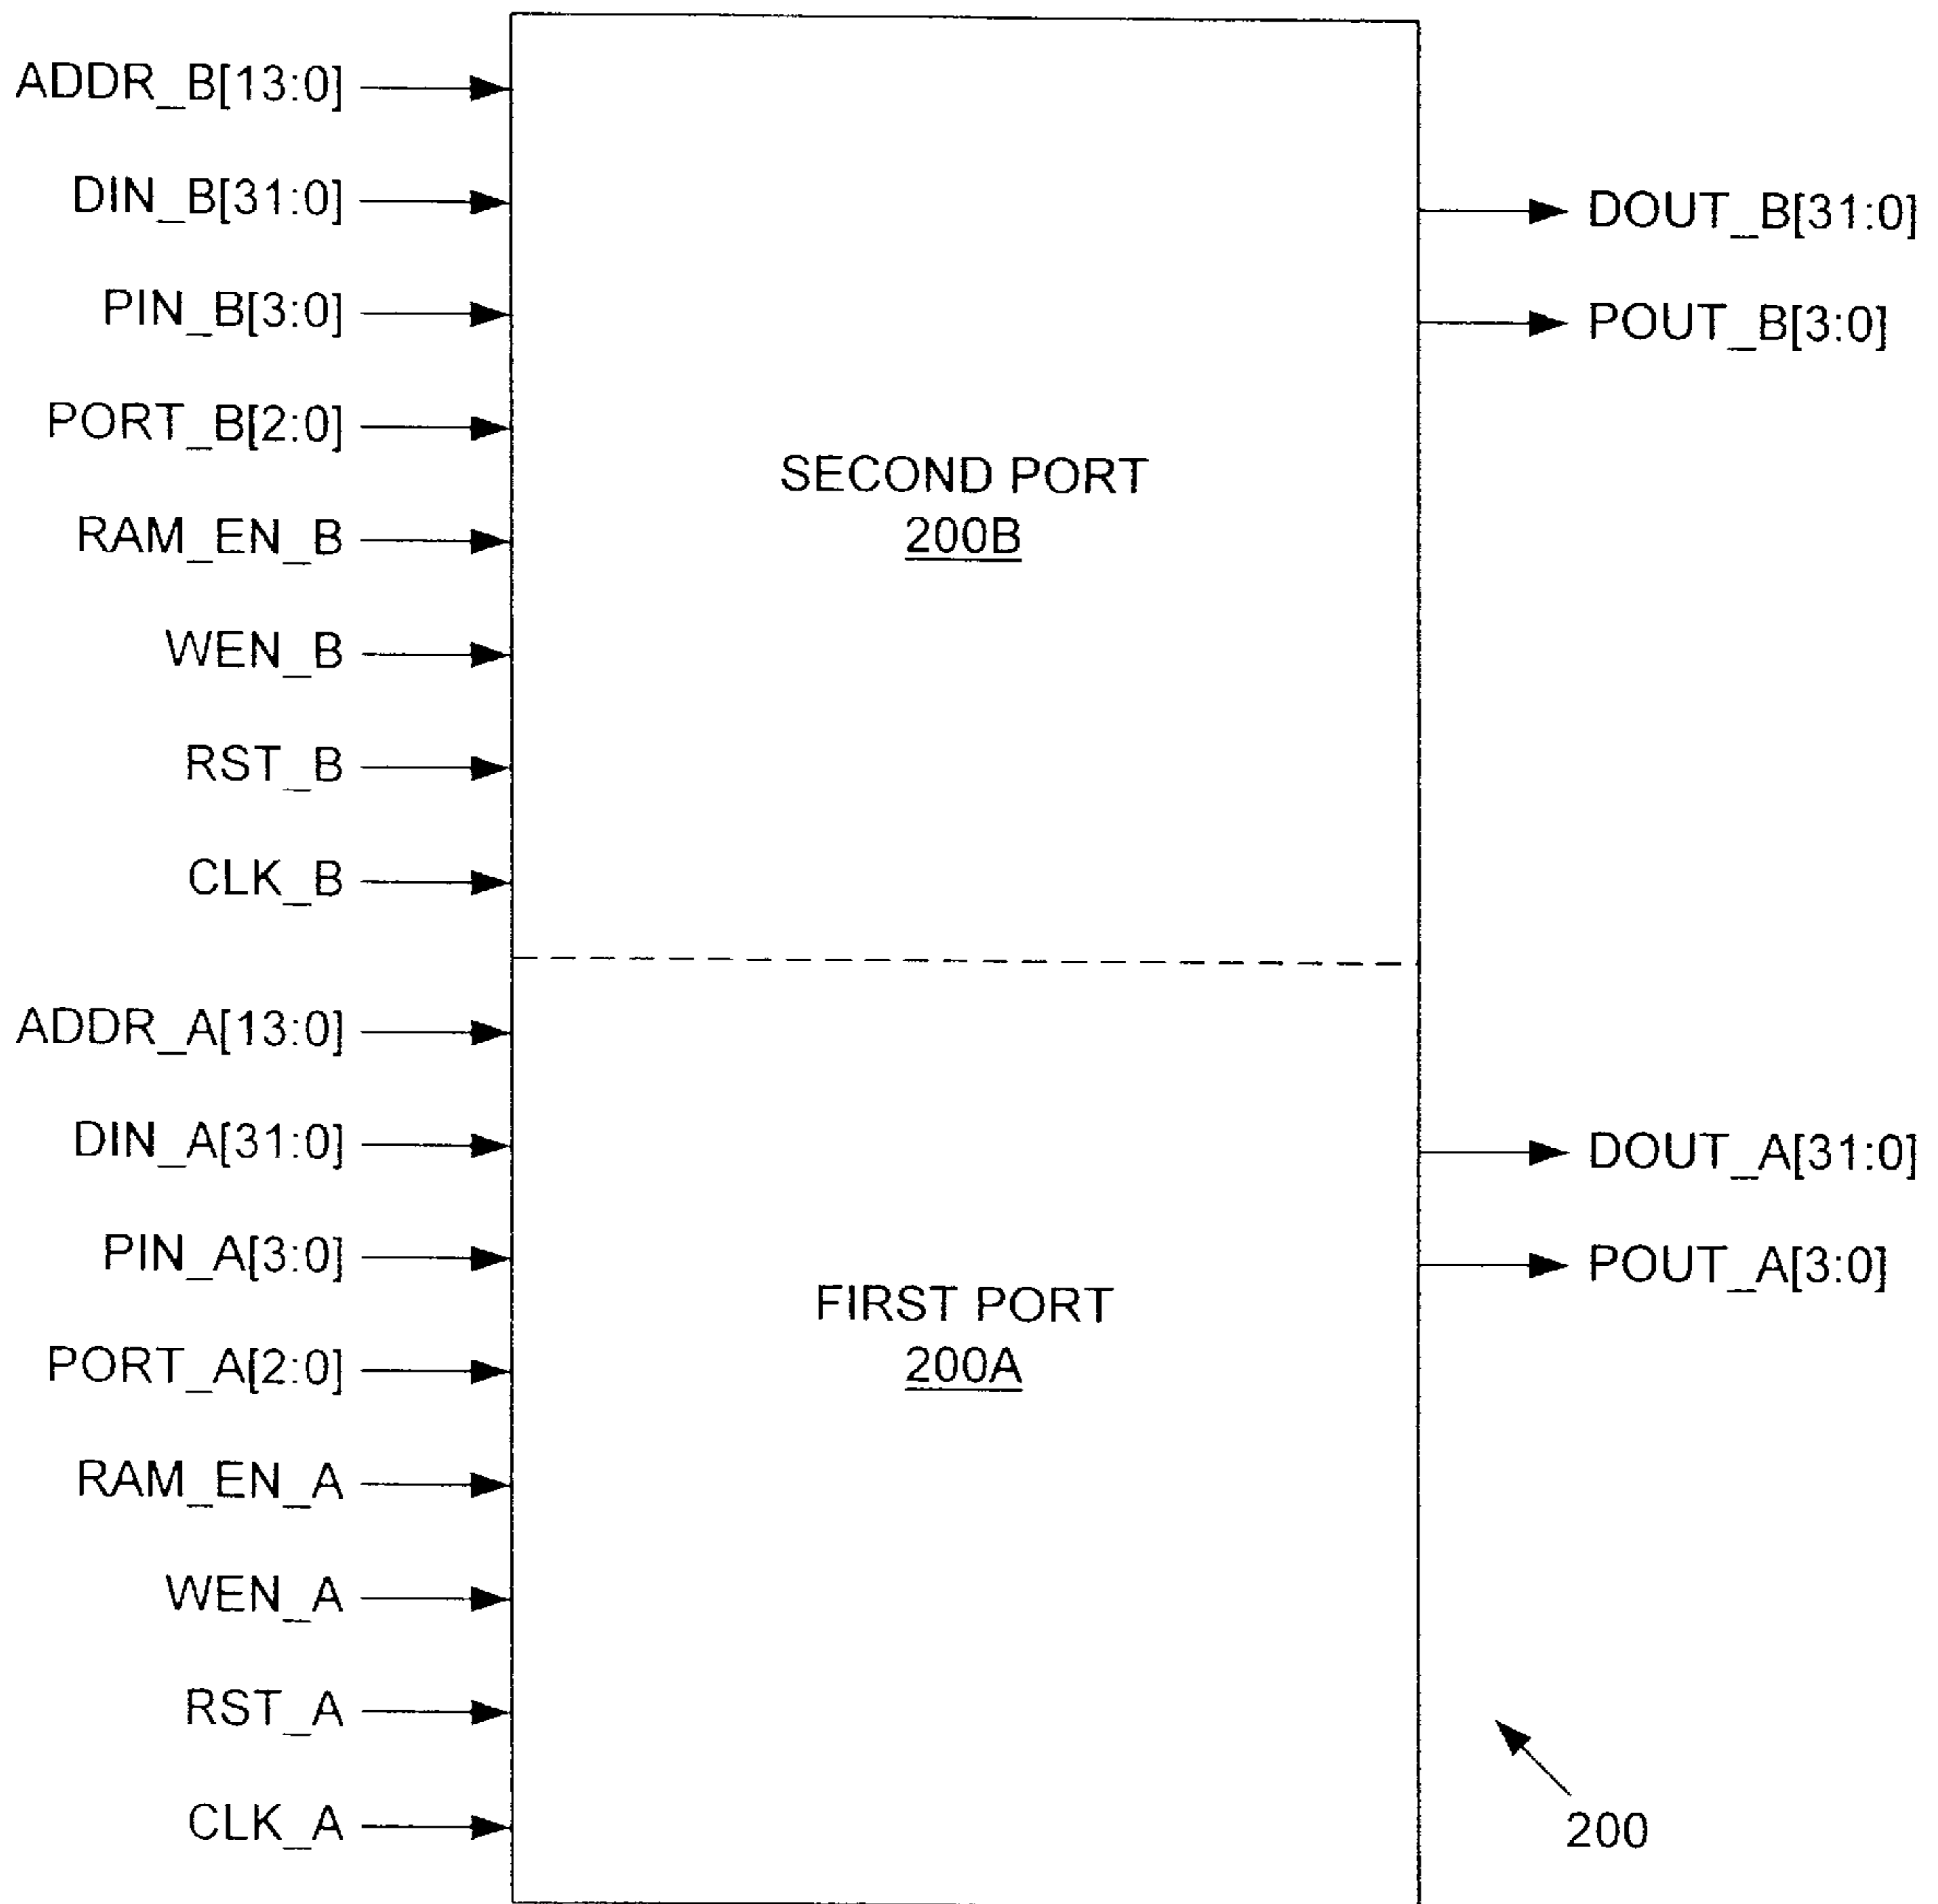 ADDR_B[13:0]
DIN_B[31:0]
DOUT_B[31:0]
PIN_B[3:0]
POUT_B[3:0]
PORT_B[2:0]
SECOND PORT
200B
RAM_EN_B
WEN_B
RST_B
CLK_B
ADDR_A[13:0]
DIN_A[31:0]
DOUT_A[31:0]
PIN_A[3:0]
POUT_A[3:0]
FIRST PORT
200A
PORT_A[2:0]
RAM_EN_A
WEN_A
RST_A
CLK_A
200